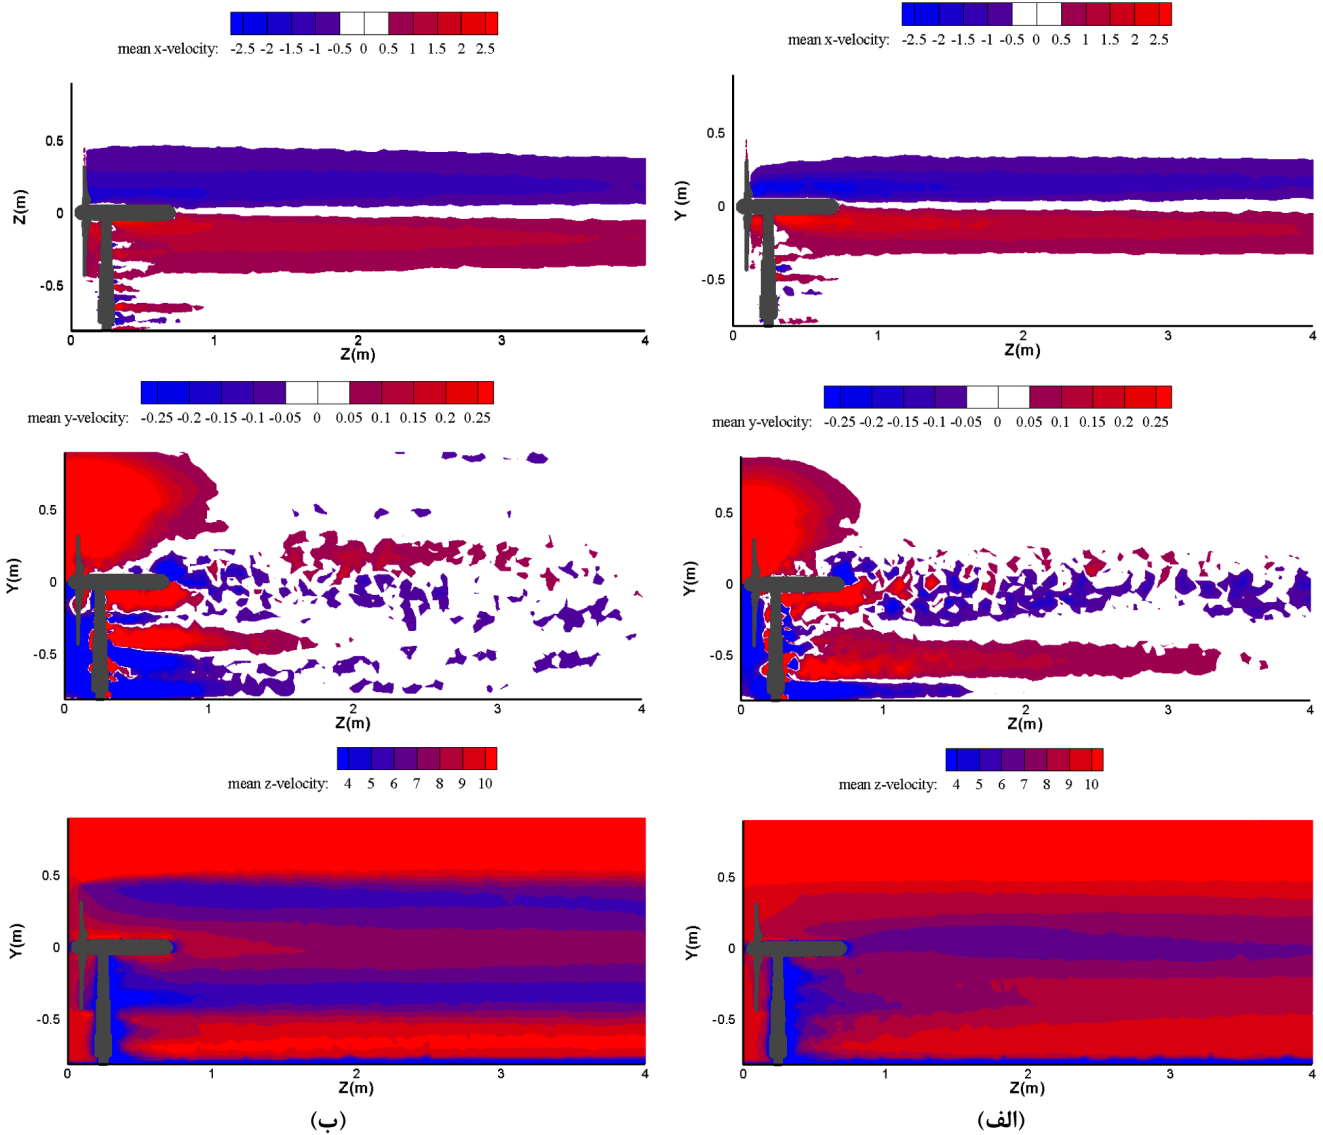 mean x-velocity: -2.5 -2 -1.5 -1 -0.5 0 0.5 1 1.5 2 2.5
Z(m)
0.5
0
-0.5
0 1 2 3 4
Z(m)
mean x-velocity: -2.5 -2 -1.5 -1 -0.5 0 0.5 1 1.5 2 2.5
Y (m)
0.5
0
-0.5
0 1 2 3 4
Z(m)
mean y-velocity: -0.25 -0.2 -0.15 -0.1 -0.05 0 0.05 0.1 0.15 0.2 0.25
Y(m)
0.5
0
-0.5
0 1 2 3 4
Z(m)
mean y-velocity: -0.25 -0.2 -0.15 -0.1 -0.05 0 0.05 0.1 0.15 0.2 0.25
Y(m)
0.5
0
-0.5
0 1 2 3 4
Z(m)
mean z-velocity: 4 5 6 7 8 9 10
Y(m)
0.5
0
-0.5
0 1 2 3 4
Z(m)
(ب)
mean z-velocity: 4 5 6 7 8 9 10
Y(m)
0.5
0
-0.5
0 1 2 3 4
Z(m)
(الف)